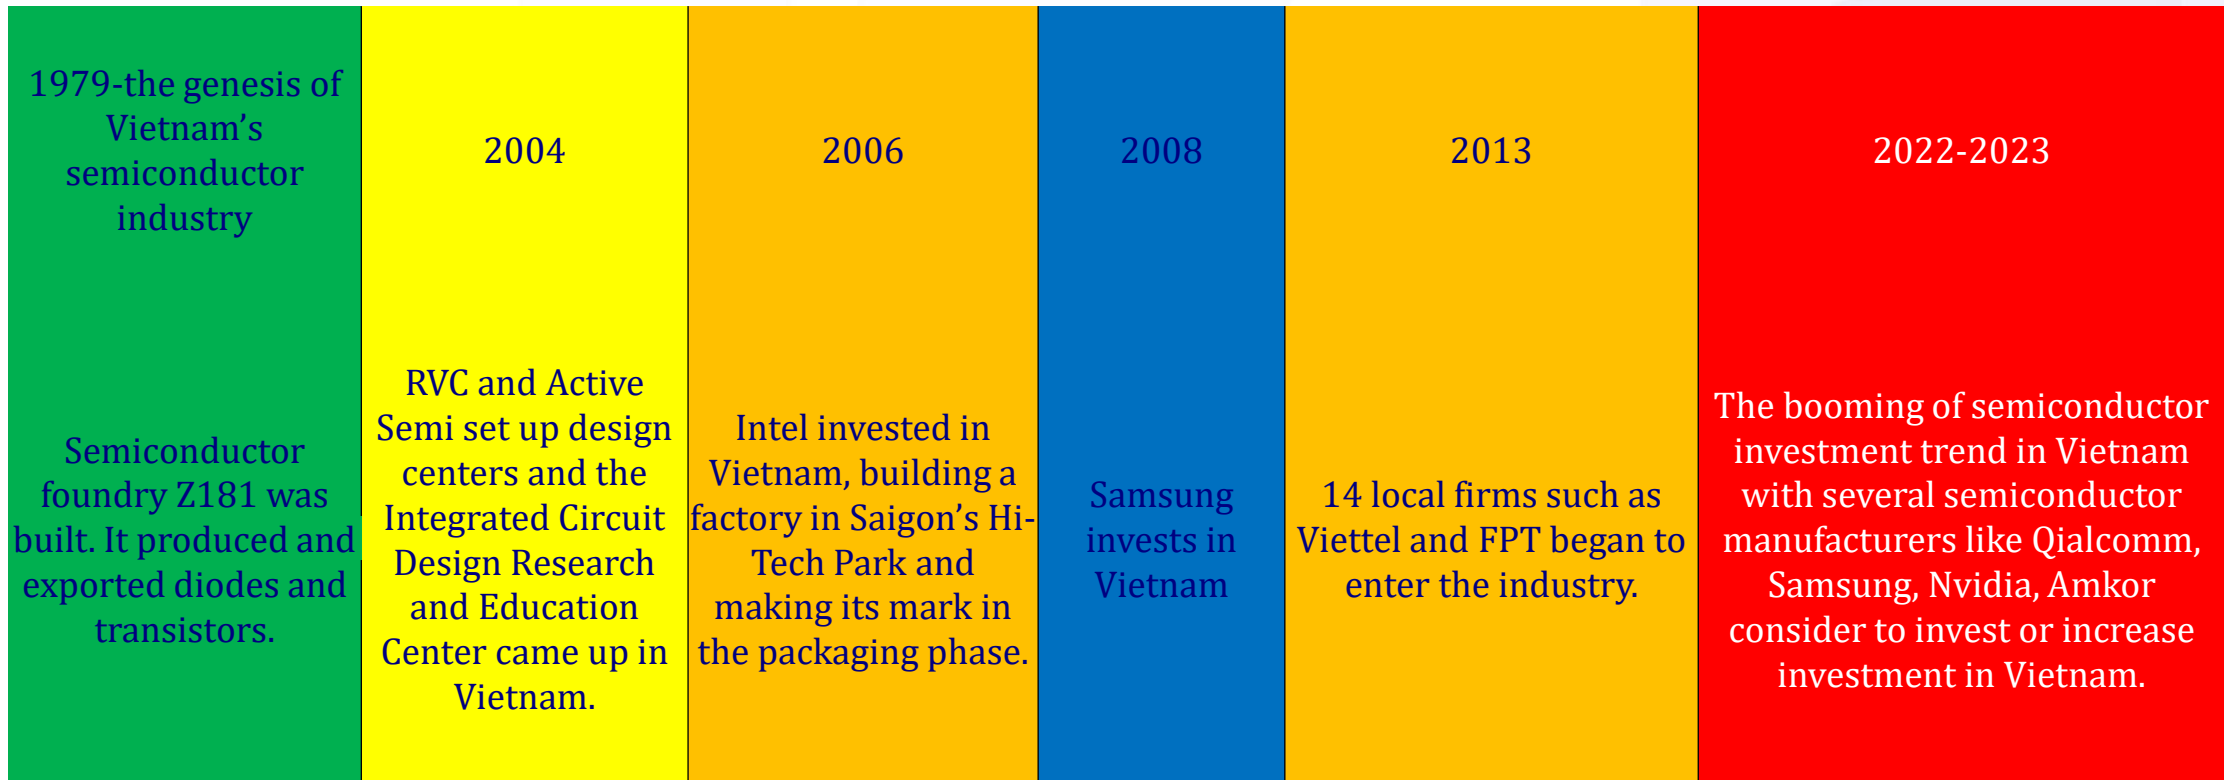 1979-the genesis of
Vietnam’s
semiconductor
industry
Semiconductor
foundry Z181 was
built. It produced and
exported diodes and
transistors.
2004
RVC and Active
Semi set up design
centers and the
Integrated Circuit
Design Research
and Education
Center came up in
Vietnam.
2006
Intel invested in
Vietnam, building a
factory in Saigon’s Hi-
Tech Park and
making its mark in
the packaging phase.
2008
Samsung
invests in
Vietnam
2013
14 local firms such as
Viettel and FPT began to
enter the industry.
2022-2023
The booming of semiconductor
investment trend in Vietnam
with several semiconductor
manufacturers like Qialcomm,
Samsung, Nvidia, Amkor
consider to invest or increase
investment in Vietnam.